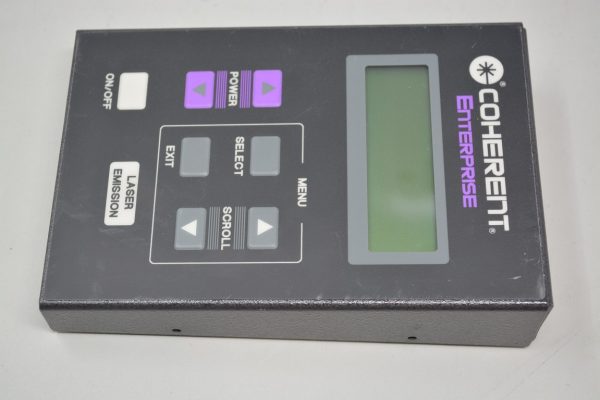 COHERENT®
ENTERPRISE
MENU
POWER
SELECT
SCROLL
EXIT
ON/OFF
LASER
EMISSION